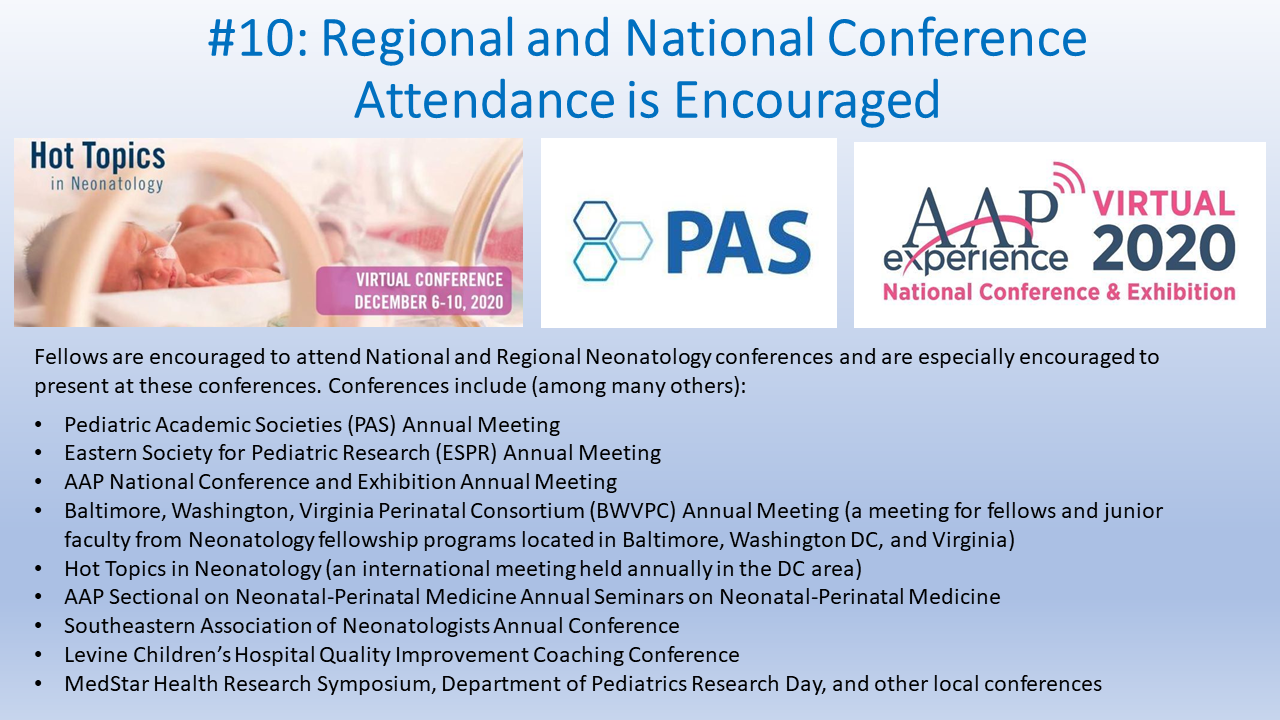 #10: Regional and National Conference
Attendance is Encouraged
Hot Topics
in Neonatology
VIRTUAL CONFERENCE
DECEMBER 6-10, 2020
PAS
AAP
experience
VIRTUAL
2020
National Conference & Exhibition
Fellows are encouraged to attend National and Regional Neonatology conferences and are especially encouraged to
present at these conferences. Conferences include (among many others):
• Pediatric Academic Societies (PAS) Annual Meeting
• Eastern Society for Pediatric Research (ESPR) Annual Meeting
• AAP National Conference and Exhibition Annual Meeting
• Baltimore, Washington, Virginia Perinatal Consortium (BWVPC) Annual Meeting (a meeting for fellows and junior
faculty from Neonatology fellowship programs located in Baltimore, Washington DC, and Virginia)
• Hot Topics in Neonatology (an international meeting held annually in the DC area)
• AAP Sectional on Neonatal-Perinatal Medicine Annual Seminars on Neonatal-Perinatal Medicine
• Southeastern Association of Neonatologists Annual Conference
• Levine Children’s Hospital Quality Improvement Coaching Conference
• MedStar Health Research Symposium, Department of Pediatrics Research Day, and other local conferences